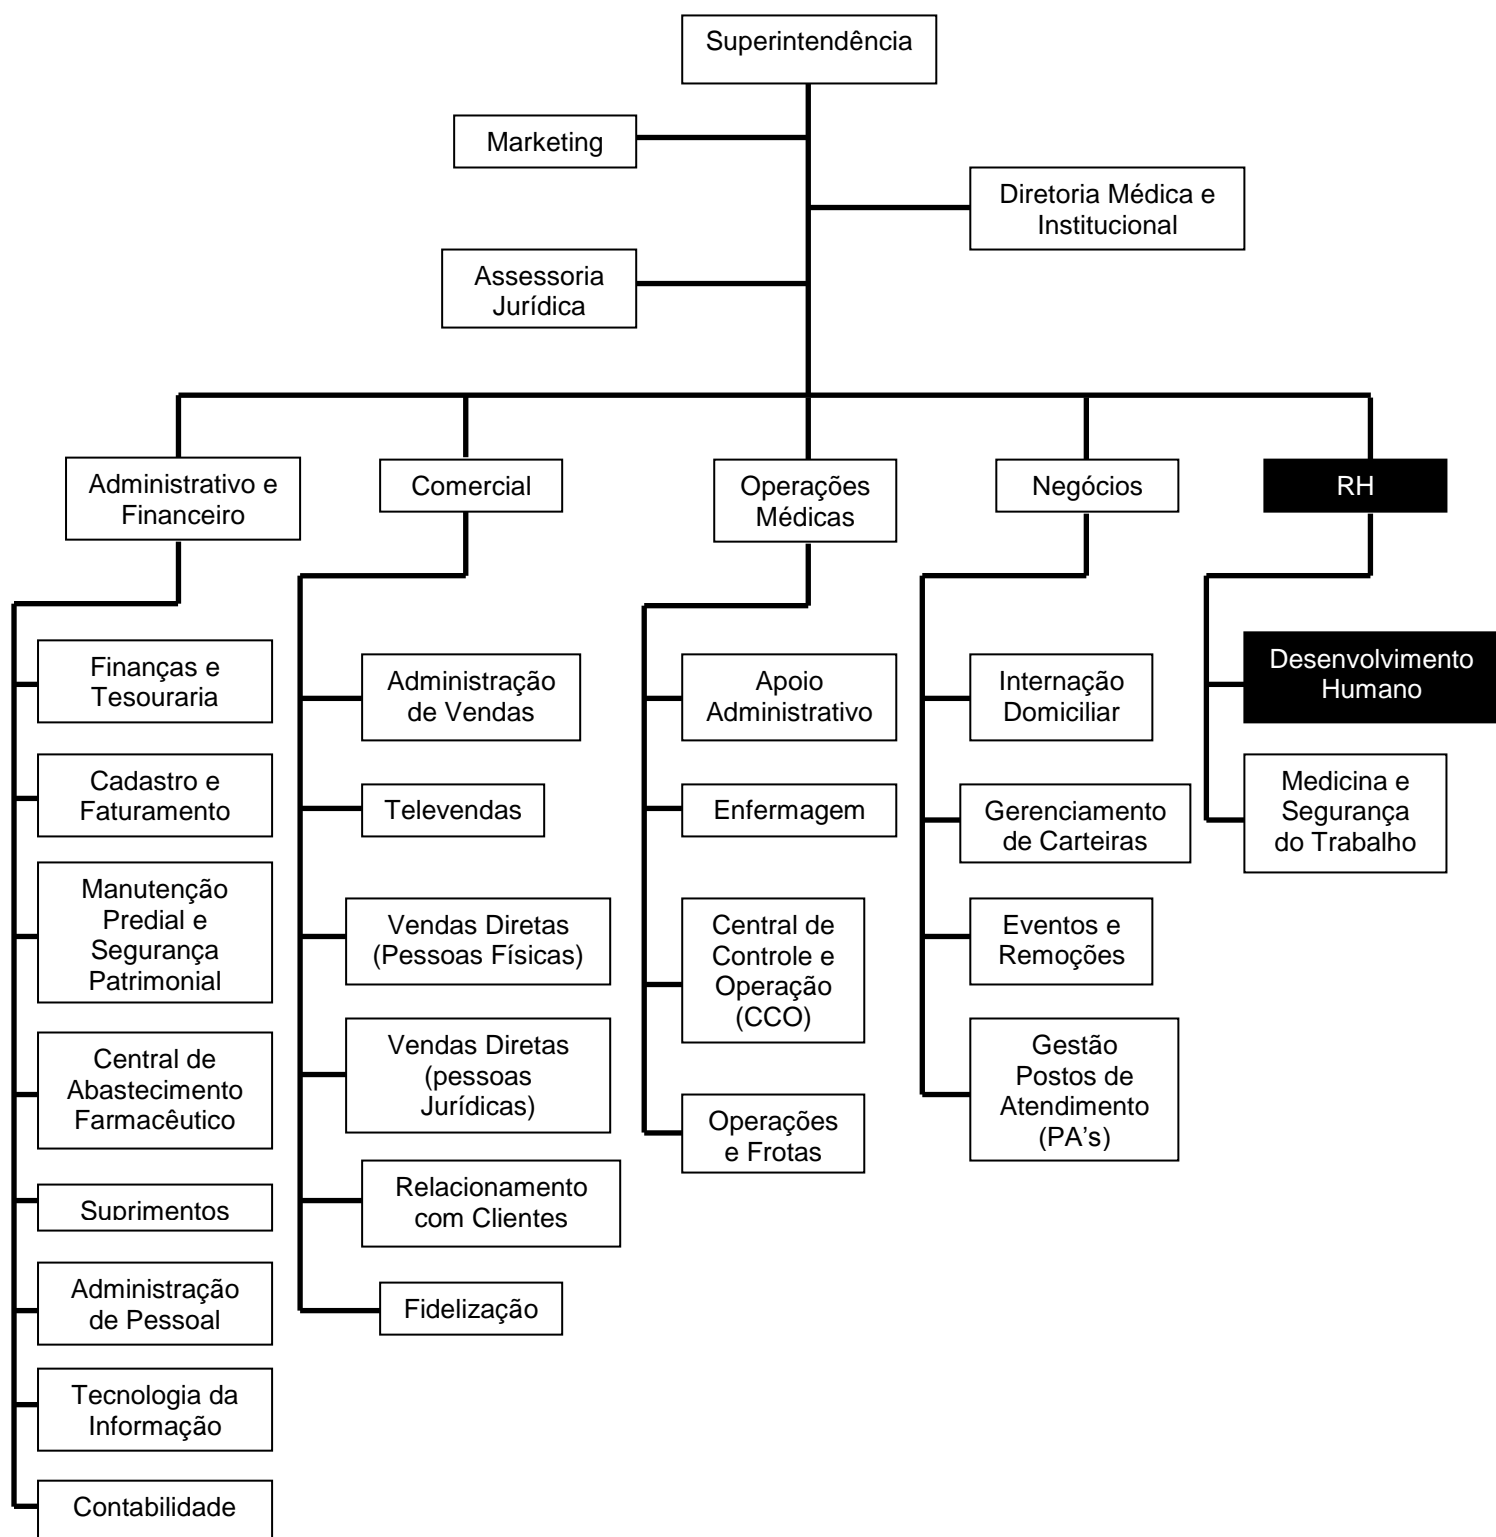 Superintendência
Marketing
Diretoria Médica e
Institucional
Assessoria
Jurídica
Administrativo e
Financeiro
Comercial
Operações
Médicas
Negócios
RH
Finanças e
Tesouraria
Cadastro e
Faturamento
Manutenção
Predial e
Segurança
Patrimonial
Central de
Abastecimento
Farmacêutico
Suprimentos
Administração
de Pessoal
Tecnologia da
Informação
Contabilidade
Administração
de Vendas
Televendas
Vendas Diretas
(Pessoas Físicas)
Vendas Diretas
(pessoas
Jurídicas)
Relacionamento
com Clientes
Fidelização
Apoio
Administrativo
Enfermagem
Central de
Controle e
Operação
(CCO)
Operações
e Frotas
Internação
Domiciliar
Gerenciamento
de Carteiras
Eventos e
Remoções
Gestão
Postos de
Atendimento
(PA’s)
Desenvolvimento
Humano
Medicina e
Segurança
do Trabalho